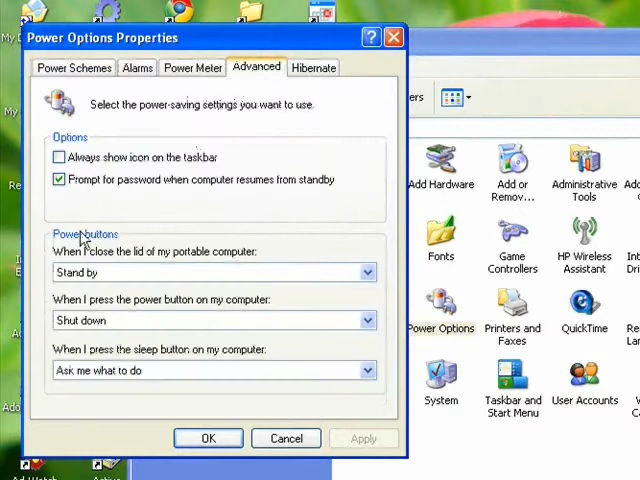 Power Options Properties
Power Schemes
Alarms
Power Meter
Advanced
Hibernate
Select the power-saving settings you want to use.
Options
Always show icon on the taskbar
Prompt for password when computer resumes from standby
Power buttons
When I close the lid of my portable computer:
Stand by
When I press the power button on my computer:
Shut down
When I press the sleep button on my computer:
Ask me what to do
OK
Cancel
Apply
ers
Add Hardware
Add or
Remov...
Administrative
Tools
Fonts
Game
Controllers
HP Wireless
Assistant
Power Options
Printers and
Faxes
QuickTime
System
Taskbar and
Start Menu
User Accounts
Ad-Watch